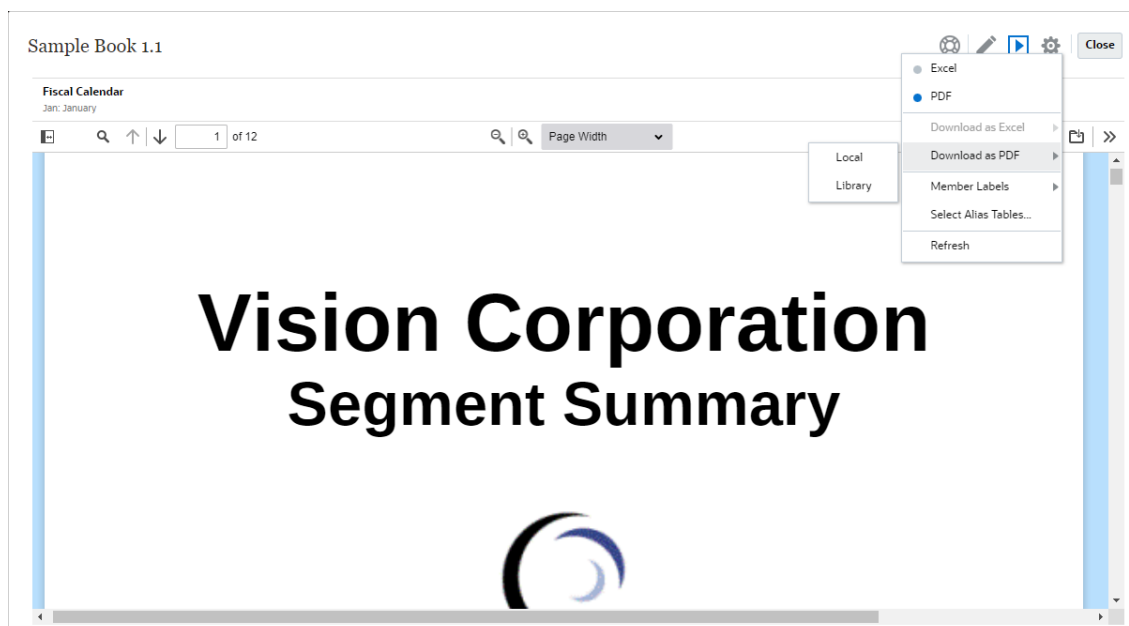 Sample Book 1.1
Close
Fiscal Calendar
Jan: January
1 of 12
Page Width
Excel
PDF
Download as Excel
Download as PDF
Local
Library
Member Labels
Select Alias Tables...
Refresh
Vision Corporation
Segment Summary